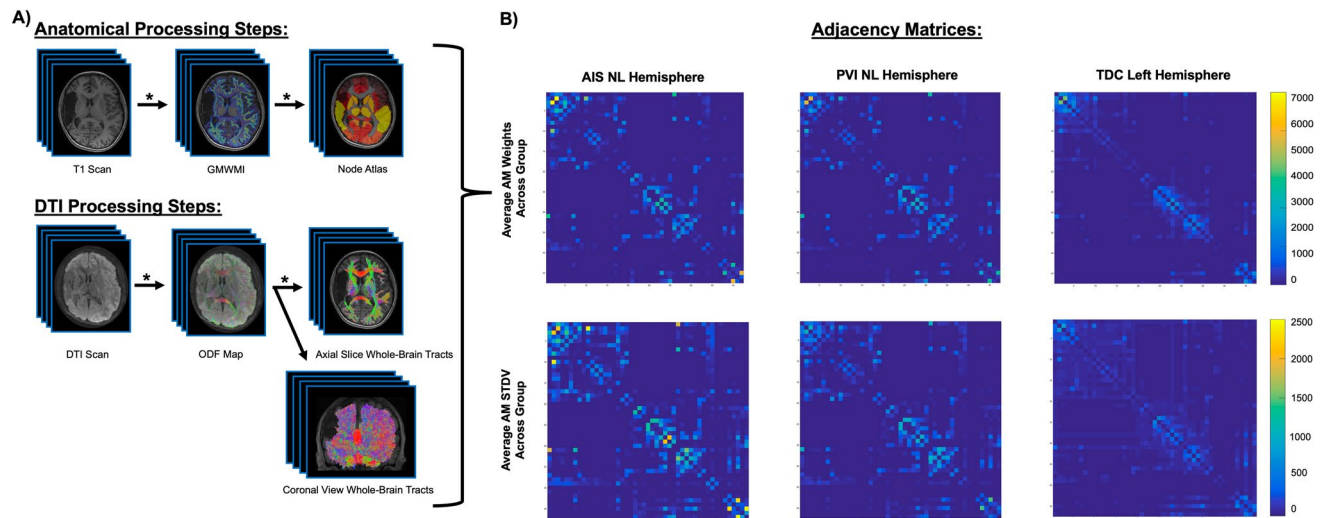 A)
Anatomical Processing Steps:
*
*
T1 Scan
GMWMI
Node Atlas
DTI Processing Steps:
*
*
DTI Scan
ODF Map
Axial Slice Whole-Brain Tracts
Coronal View Whole-Brain Tracts
B)
Adjacency Matrices:
AIS NL Hemisphere
PVI NL Hemisphere
TDC Left Hemisphere
Average AM Weights
Across Group
7000
6000
5000
4000
3000
2000
1000
0
Average AM STDV
Across Group
2500
2000
1500
1000
500
0